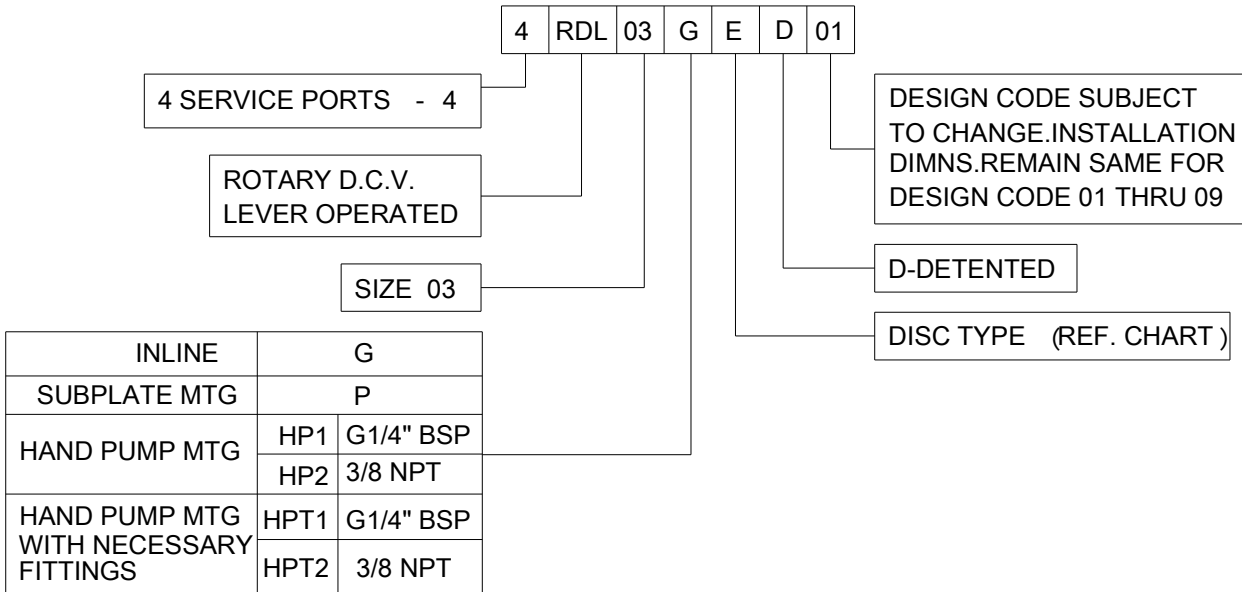 4 RDL 03 G E D 01
4 SERVICE PORTS - 4
ROTARY D.C.V.
LEVER OPERATED
SIZE 03
INLINE G
SUBPLATE MTG P
HAND PUMP MTG
HP1 G1/4" BSP
HP2 3/8 NPT
HAND PUMP MTG
WITH NECESSARY
FITTINGS
HPT1 G1/4" BSP
HPT2 3/8 NPT
DESIGN CODE SUBJECT
TO CHANGE.INSTALLATION
DIMNS.REMAIN SAME FOR
DESIGN CODE 01 THRU 09
D-DETENTED
DISC TYPE (REF. CHART )